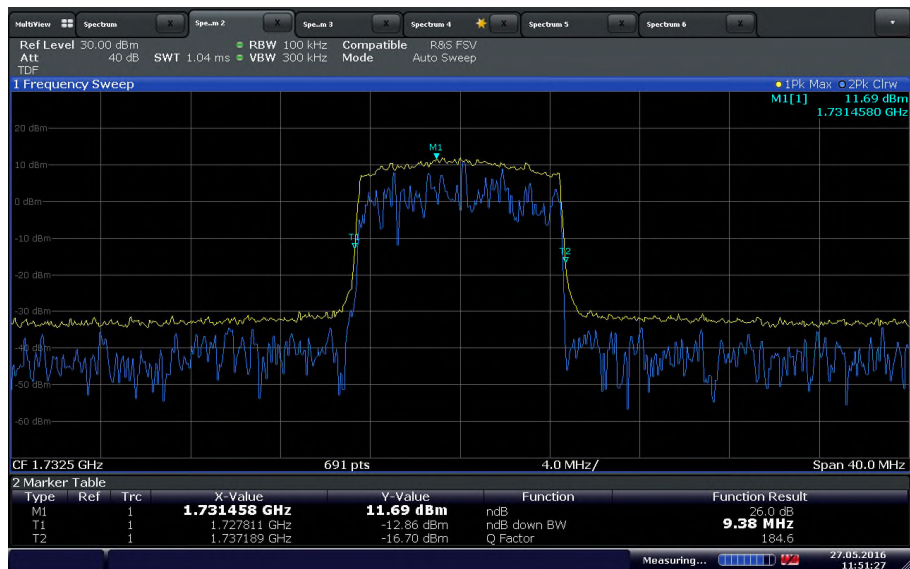 MultiView Spectrum X Spe...m 2 X Spe...m 3 X Spectrum 4 X Spectrum 5 X Spectrum 6 X
Ref Level 30.00 dBm RBW 100 kHz Compatible R&S FSV
Att 40 dB SWT 1.04 ms VBW 300 kHz Mode Auto Sweep
TDF
1 Frequency Sweep 1Pk Max 2Pk Clrw
M1[1] 11.69 dBm
1.7314580 GHz
20 dBm
M1
10 dBm
0 dBm
T1
-10 dBm
T2
-20 dBm
-30 dBm
-40 dBm
-50 dBm
-60 dBm
CF 1.7325 GHz 691 pts 4.0 MHz/ Span 40.0 MHz
2 Marker Table
Type Ref Trc X-Value Y-Value Function Function Result
M1 1 1.731458 GHz 11.69 dBm ndB 26.0 dB
T1 1 1.727811 GHz -12.86 dBm ndB down BW 9.38 MHz
T2 1 1.737189 GHz -16.70 dBm Q Factor 184.6
Measuring... 27.05.2016
11:51:27